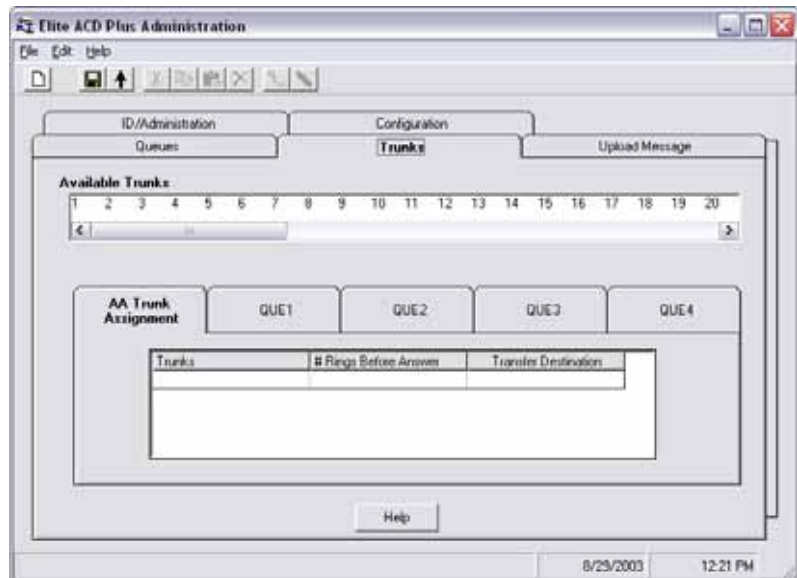 Elite ACD Plus Administration
File Edit Help
ID/Administration Configuration
Queues Trunks Upload Message
Available Trunks
1 2 3 4 5 6 7 8 9 10 11 12 13 14 15 16 17 18 19 20
AA Trunk Assignment QUE1 QUE2 QUE3 QUE4
Trunks # Rings Before Answer Transfer Destination
Help
8/29/2003 12:21 PM